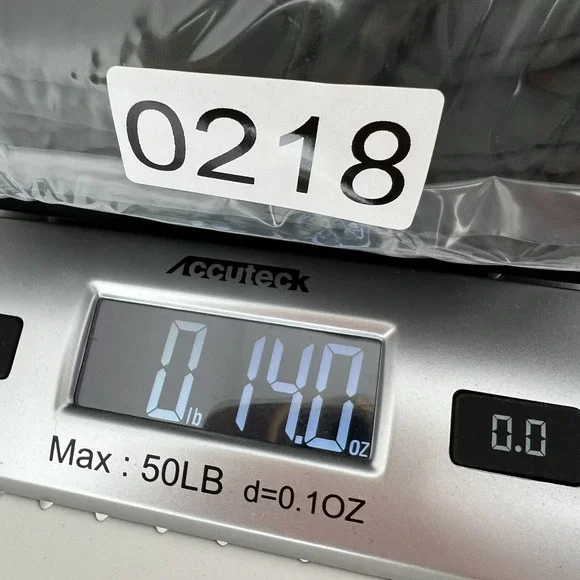 0218
Accuteck
0 lb 14.0 oz
0.0
Max : 50LB d=0.1OZ